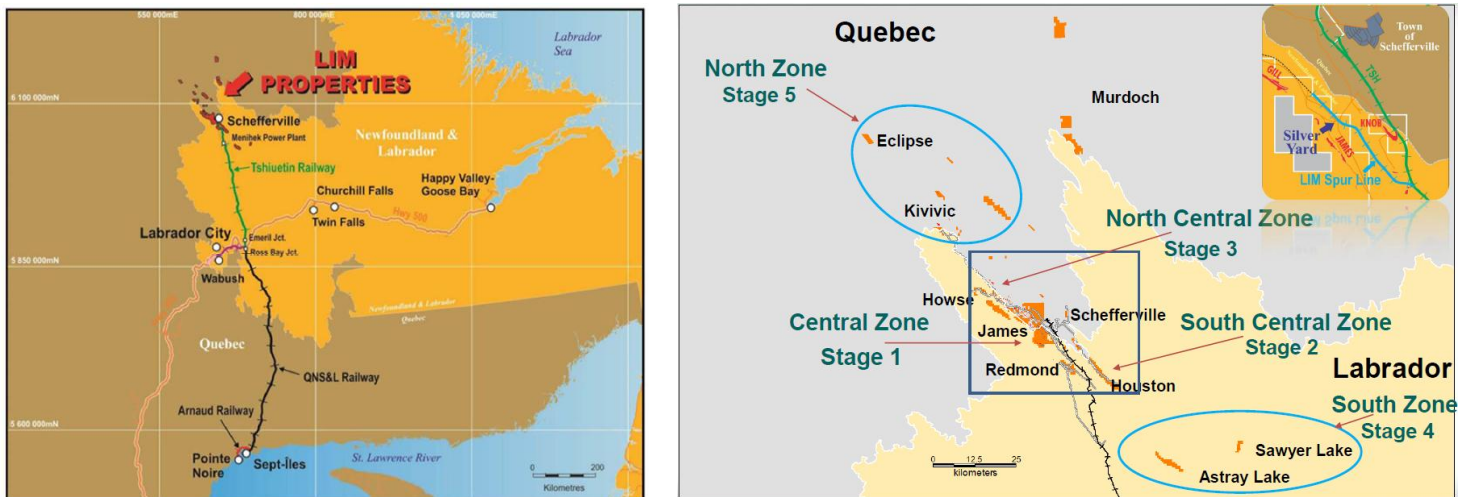 550 000mE
800 000mE
1 050 000mE
Labrador
Sea
LIM
PROPERTIES
6 100 000mN
Schefferville
Menihek Power Plant
Newfoundland &
Labrador
Tshiuetin Railway
Happy Valley-
Goose Bay
Churchill Falls
Hwy 500
Twin Falls
Labrador City
Emeril Jct.
Ross Bay Jct.
5 850 000mN
Wabush
Newfoundland & Labrador
Quebec
Quebec
QNS&L Railway
Arnaud Railway
5 600 000mN
Pointe
Noire
Sept-Îles
St. Lawrence River
0 200
Kilometres
Quebec
North Zone
Stage 5
Murdoch
Eclipse
Kivivic
North Central Zone
Stage 3
Howse
Schefferville
Central Zone
Stage 1
James
South Central Zone
Stage 2
Redmond
Houston
Labrador
South Zone
Stage 4
Sawyer Lake
Astray Lake
0 12.5 25
kilometers
Town
of
Schefferville
Quebec
TSH
GILL
KNOB
Silver
Yard
JAMES
LIM Spur Line